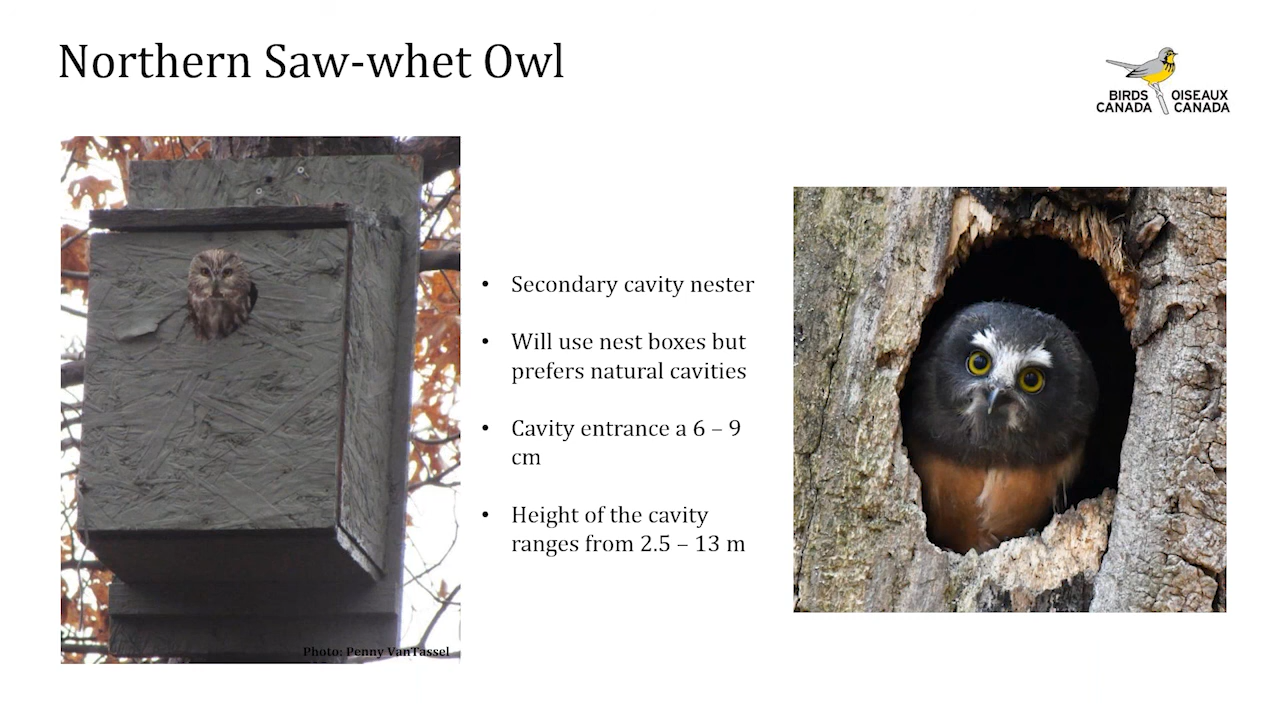 Northern Saw-whet Owl
BIRDS CANADA
OISEAUX CANADA
• Secondary cavity nester
• Will use nest boxes but
prefers natural cavities
• Cavity entrance a 6 – 9
cm
• Height of the cavity
ranges from 2.5 – 13 m
Photo: Penny VanTassel